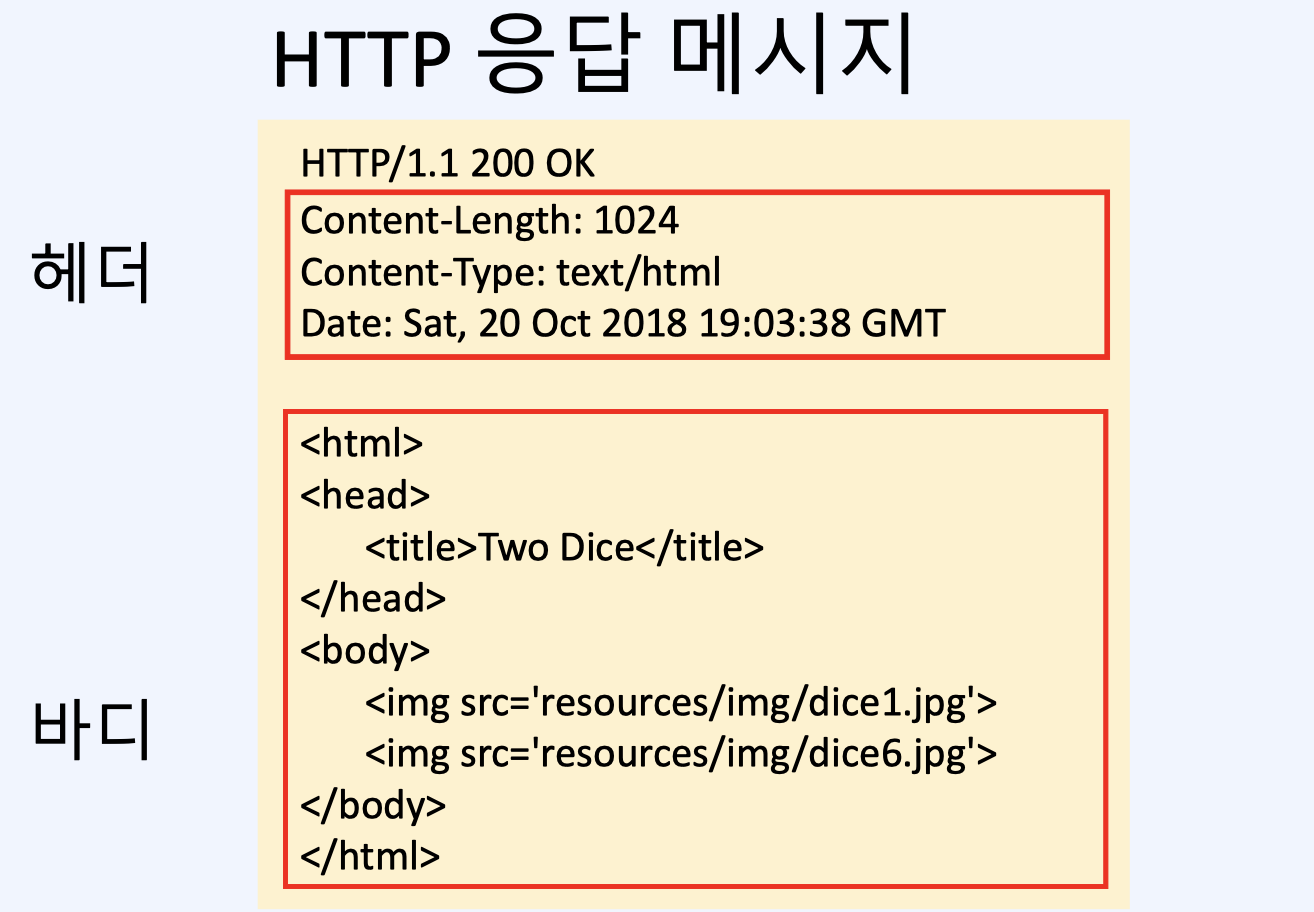 HTTP 응답 메시지
HTTP/1.1 200 OK
헤더
Content-Length: 1024
Content-Type: text/html
Date: Sat, 20 Oct 2018 19:03:38 GMT
바디
<html>
<head>
<title>Two Dice</title>
</head>
<body>
<img src='resources/img/dice1.jpg'>
<img src='resources/img/dice6.jpg'>
</body>
</html>